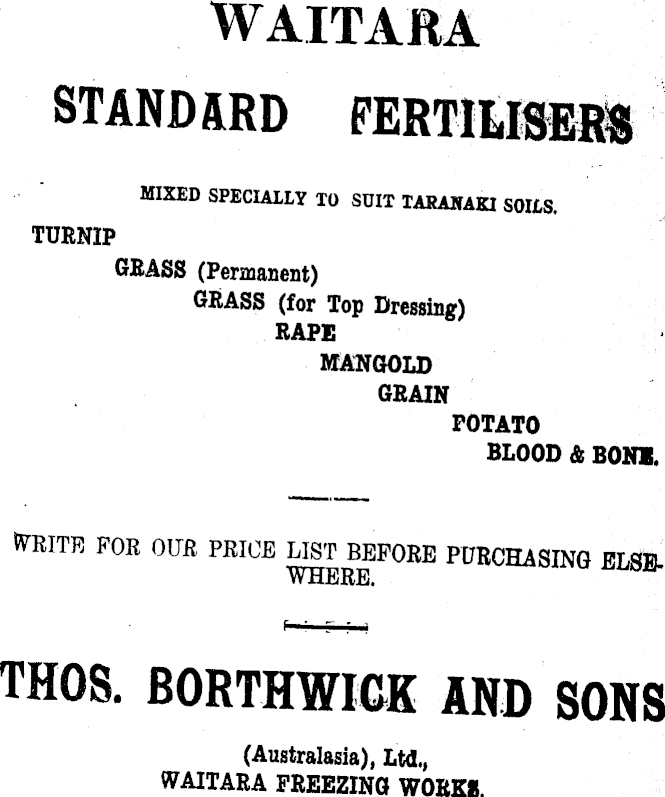 WAITARA
STANDARD FERTILISERS
MIXED SPECIALLY TO SUIT TARANAKI SOILS.
TURNIP
GRASS (Permanent)
GRASS (for Top Dressing)
RAPE
MANGOLD
GRAIN
POTATO
BLOOD & BONE.
WRITE FOR OUR PRICE LIST BEFORE PURCHASING ELSE-
WHERE.
THOS. BORTHWICK AND SONS
(Australasia), Ltd.,
WAITARA FREEZING WORKS.